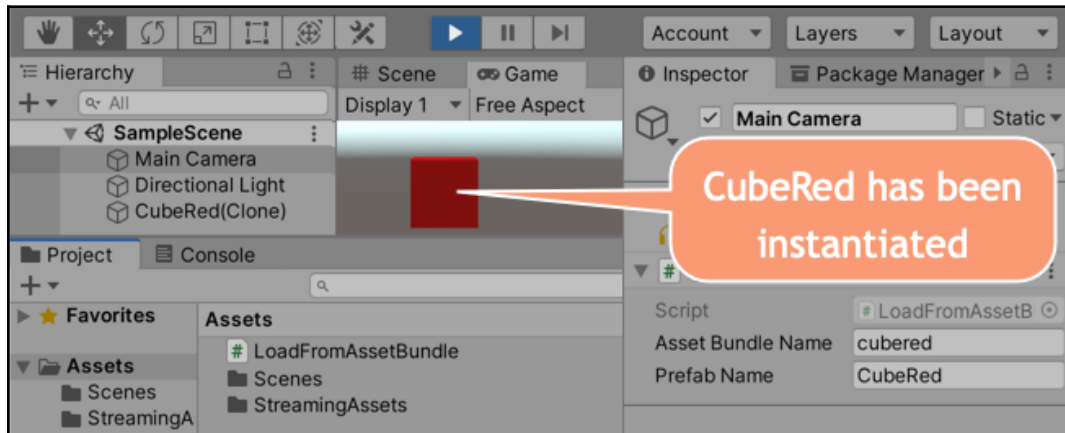 Account Layers Layout
Hierarchy # Scene Game Inspector Package Manager
All Display 1 Free Aspect
SampleScene Main Camera Static
Main Camera
Directional Light
CubeRed(Clone)
CubeRed has been
instantiated
Project Console
Favorites Assets
# LoadFromAssetBundle
Assets Scenes
Scenes StreamingAssets
StreamingA
#
Script # LoadFromAssetB
Asset Bundle Name cubered
Prefab Name CubeRed